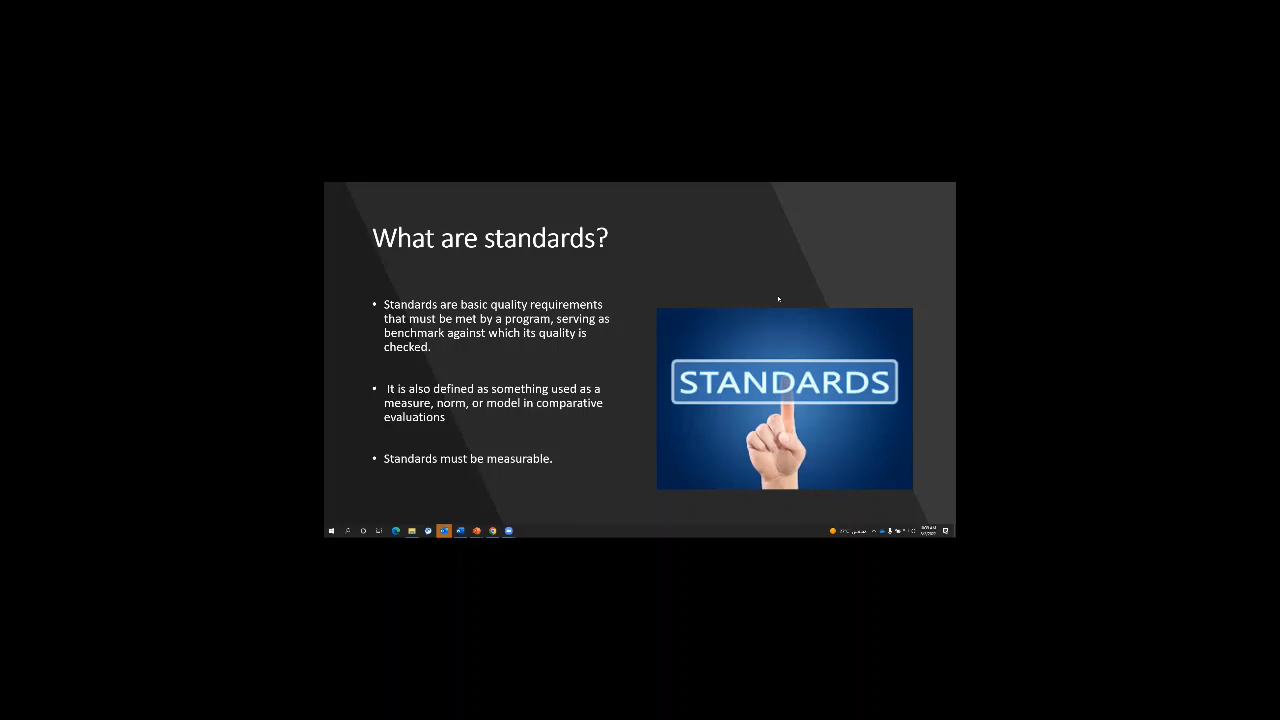 What are standards?
• Standards are basic quality requirements
that must be met by a program, serving as
benchmark against which its quality is
checked.
• It is also defined as something used as a
measure, norm, or model in comparative
evaluations
• Standards must be measurable.
STANDARDS